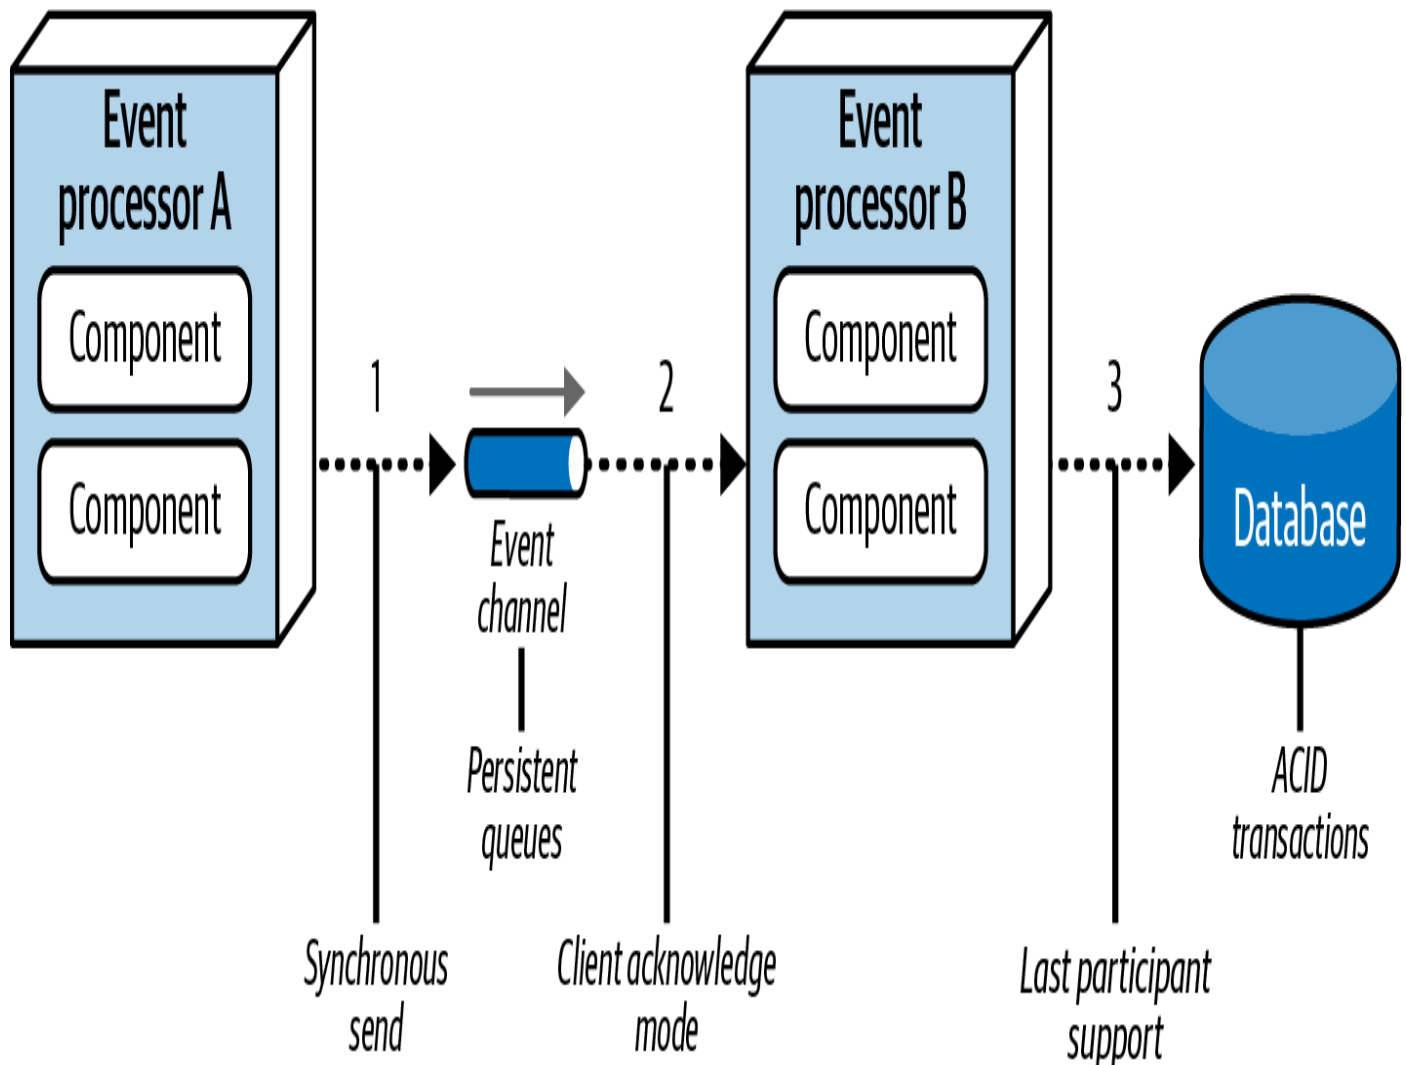 Event
processor A
Component
Component
1
Event
channel
Persistent
queues
Synchronous
send
2
Client acknowledge
mode
Event
processor B
Component
Component
3
Last participant
support
Database
ACID
transactions